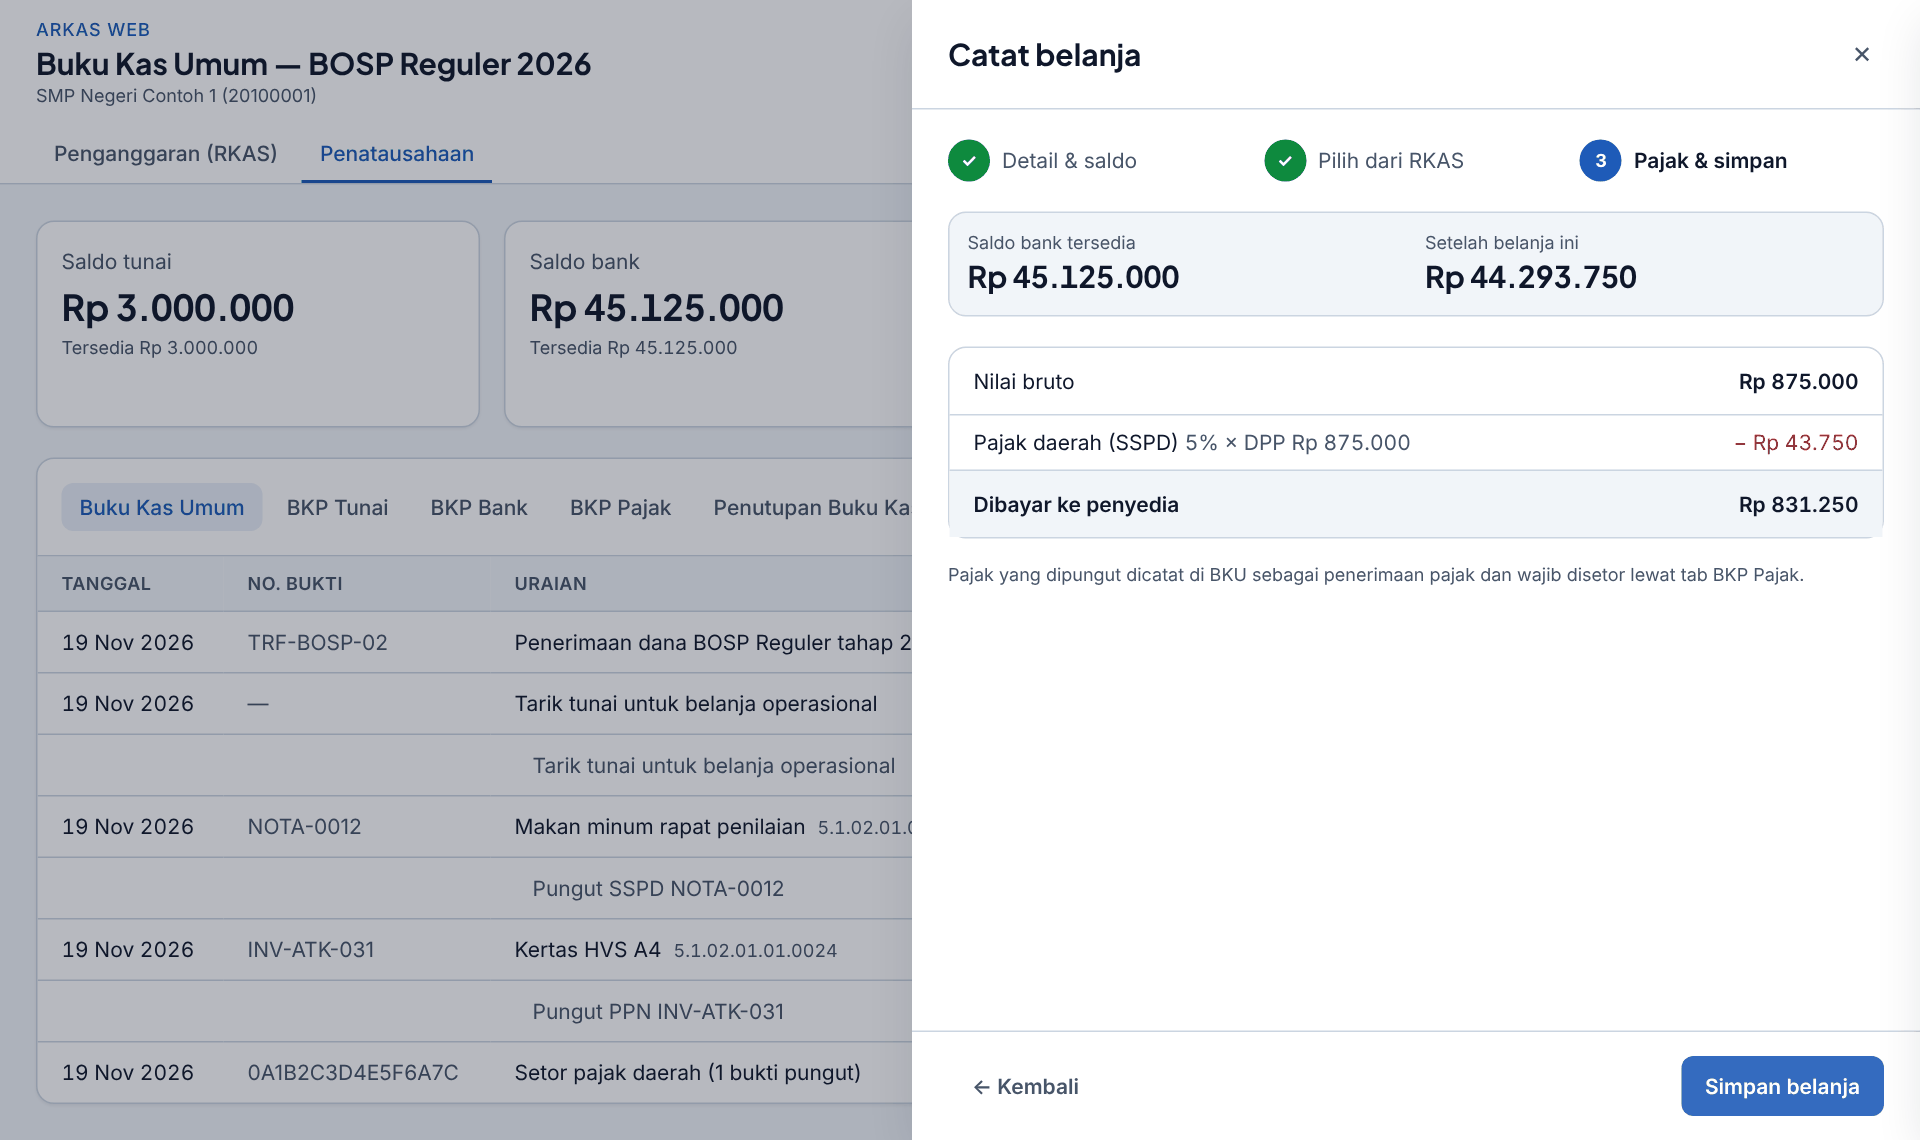 ARKAS WEB
Buku Kas Umum — BOSP Reguler 2026
SMP Negeri Contoh 1 (20100001)
Penganggaran (RKAS)
Penatausahaan
Saldo tunai
Rp 3.000.000
Tersedia Rp 3.000.000
Saldo bank
Rp 45.125.000
Tersedia Rp 45.125.000
Buku Kas Umum
BKP Tunai
BKP Bank
BKP Pajak
Penutupan Buku Ka
TANGGAL NO. BUKTI URAIAN
19 Nov 2026 TRF-BOSP-02 Penerimaan dana BOSP Reguler tahap 2
19 Nov 2026 — Tarik tunai untuk belanja operasional
Tarik tunai untuk belanja operasional
19 Nov 2026 NOTA-0012 Makan minum rapat penilaian 5.1.02.01.0
Pungut SSPD NOTA-0012
19 Nov 2026 INV-ATK-031 Kertas HVS A4 5.1.02.01.01.0024
Pungut PPN INV-ATK-031
19 Nov 2026 0A1B2C3D4E5F6A7C Setor pajak daerah (1 bukti pungut)
Catat belanja
Detail & saldo
Pilih dari RKAS
3 Pajak & simpan
Saldo bank tersedia
Rp 45.125.000
Setelah belanja ini
Rp 44.293.750
Nilai bruto Rp 875.000
Pajak daerah (SSPD) 5% × DPP Rp 875.000 − Rp 43.750
Dibayar ke penyedia Rp 831.250
Pajak yang dipungut dicatat di BKU sebagai penerimaan pajak dan wajib disetor lewat tab BKP Pajak.
← Kembali
Simpan belanja